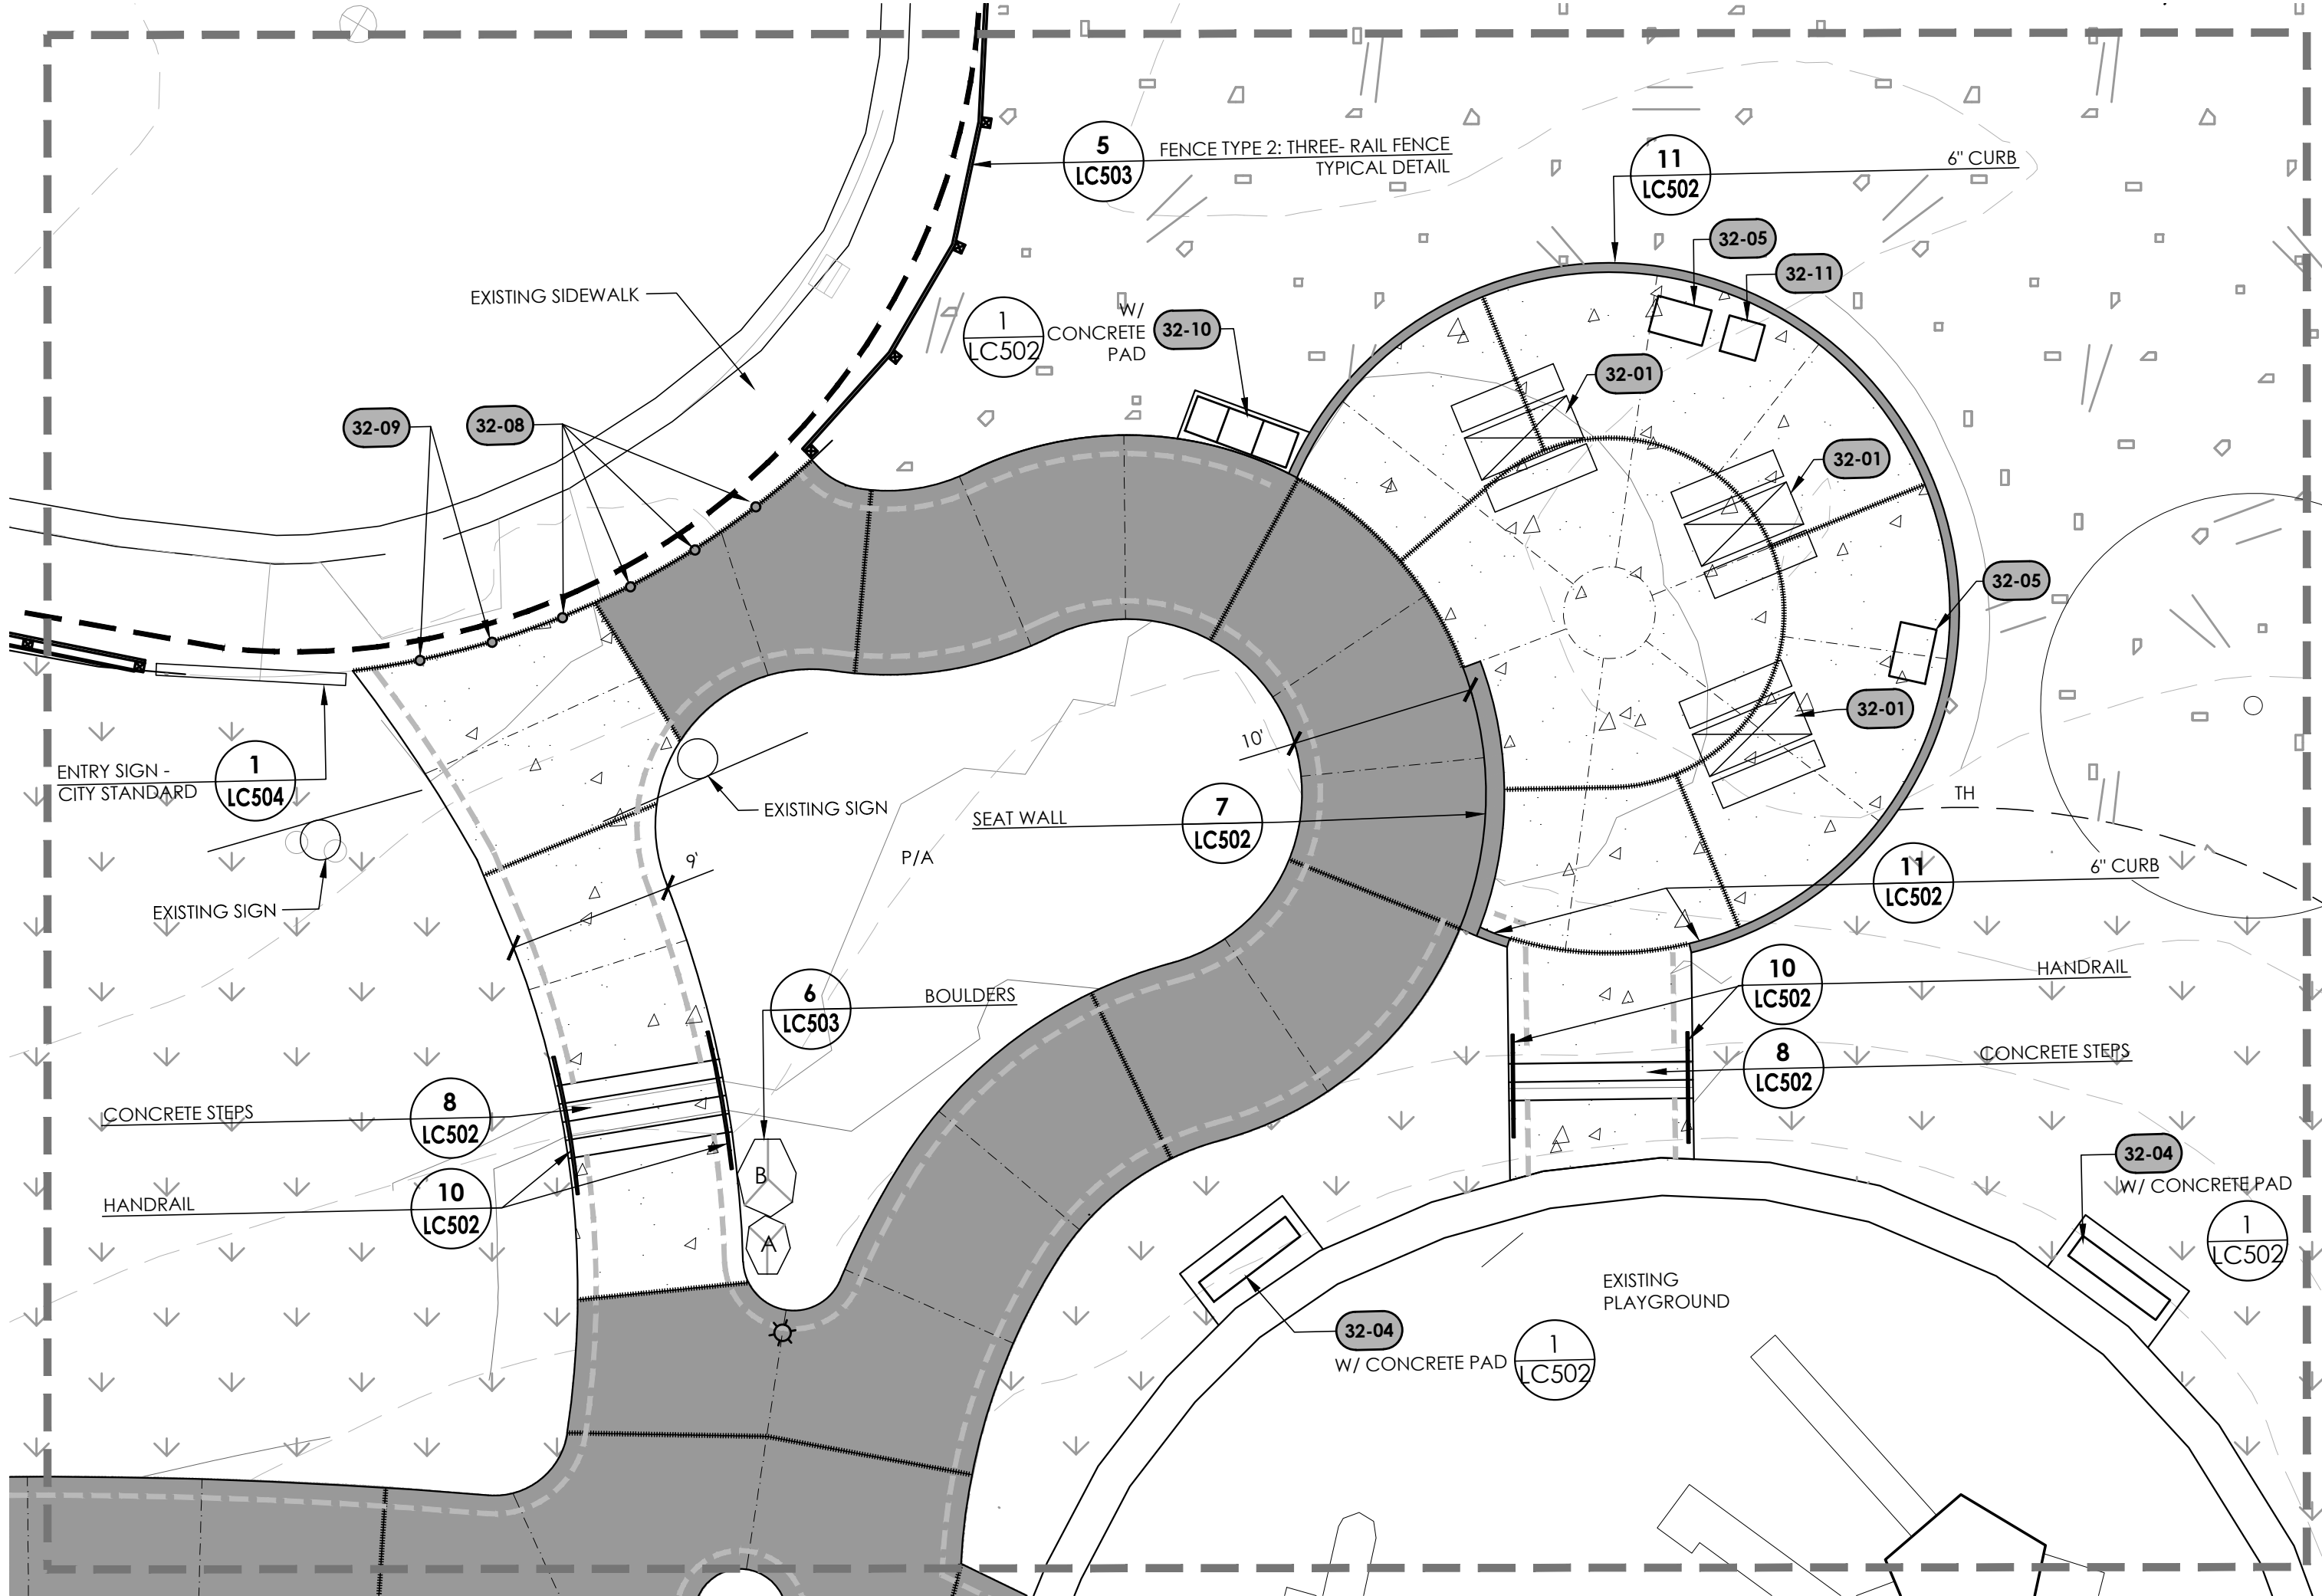 5
LC503
FENCE TYPE 2: THREE- RAIL FENCE
TYPICAL DETAIL
11
LC502
6" CURB
32-05
32-11
EXISTING SIDEWALK
1
LC502
W/
CONCRETE
PAD
32-10
32-01
32-09
32-08
32-01
32-05
32-01
ENTRY SIGN -
CITY STANDARD
1
LC504
EXISTING SIGN
10'
SEAT WALL
7
LC502
TH
P/A
9'
11
LC502
6" CURB
EXISTING SIGN
6
LC503
BOULDERS
10
LC502
HANDRAIL
8
LC502
CONCRETE STEPS
CONCRETE STEPS
8
LC502
B
A
HANDRAIL
10
LC502
32-04
W/ CONCRETE PAD
1
LC502
EXISTING
PLAYGROUND
32-04
W/ CONCRETE PAD
1
LC502